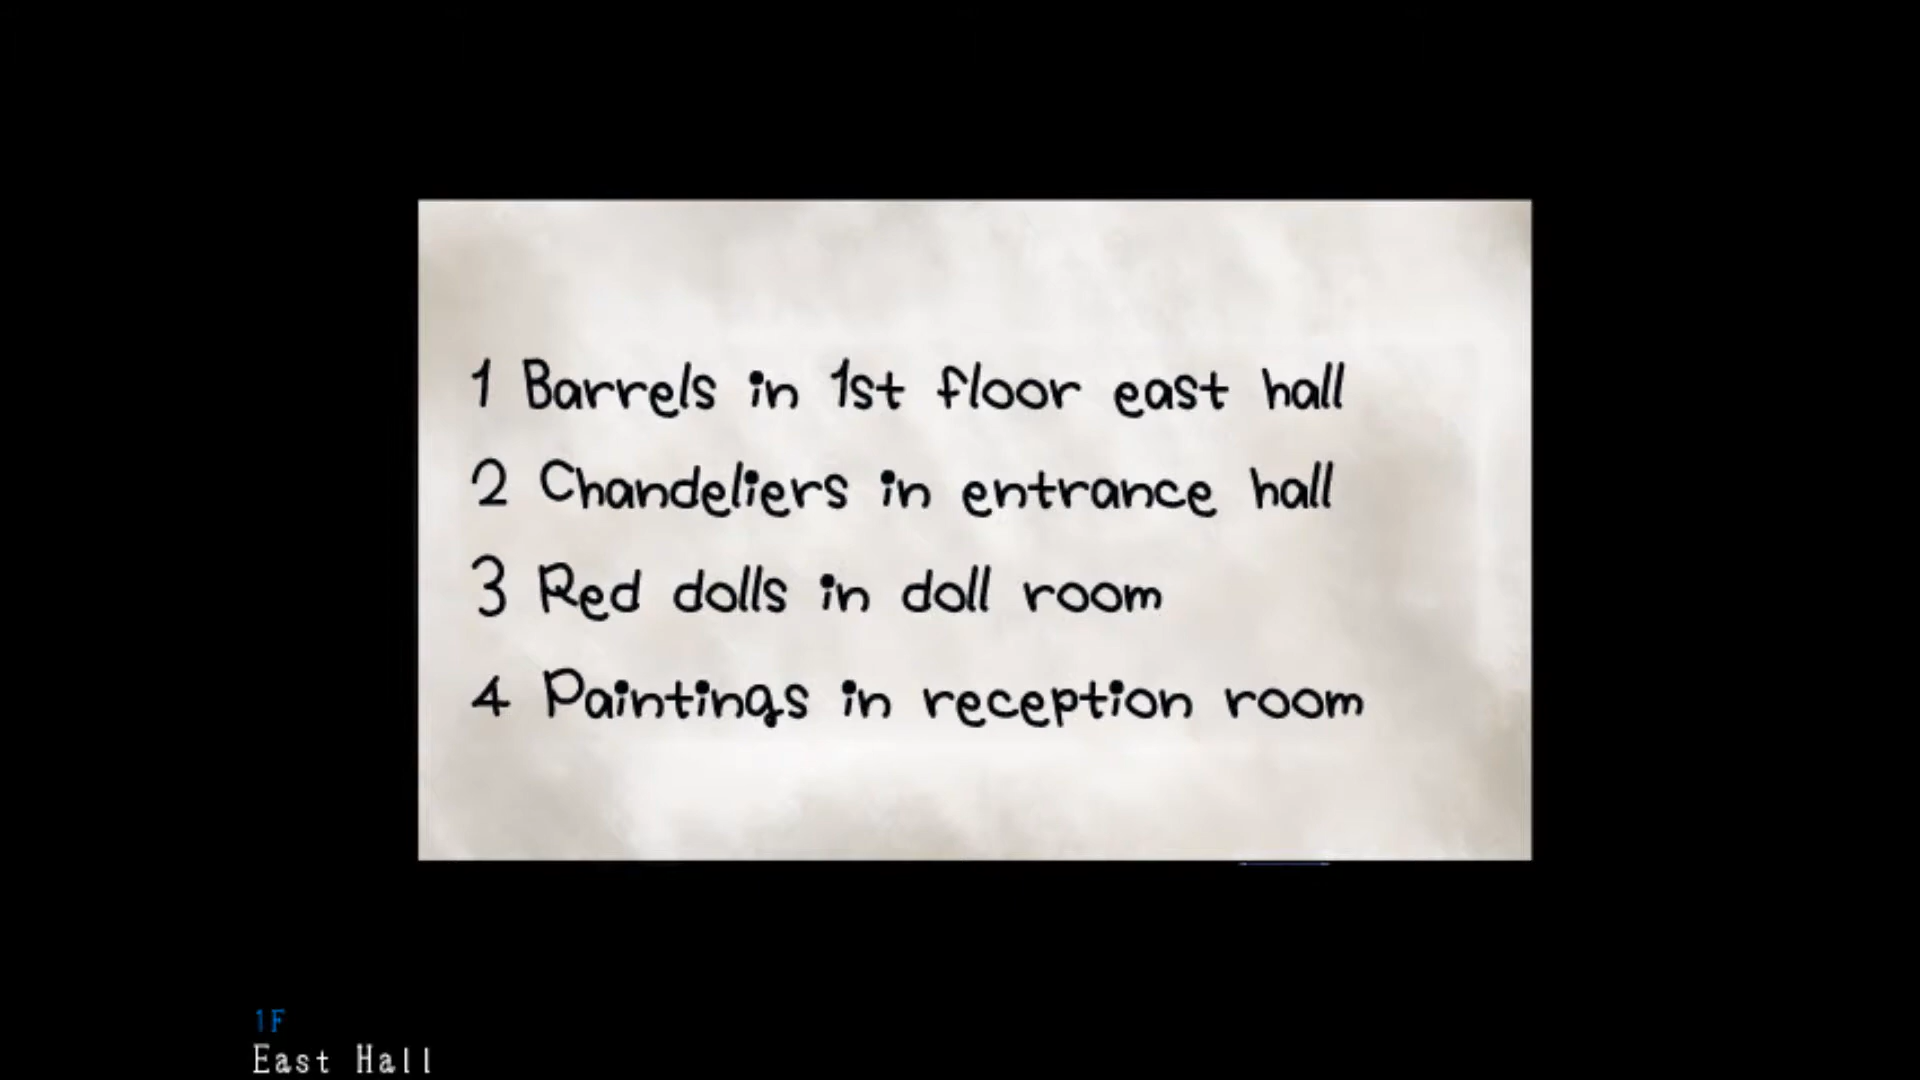 1 Barrels in 1st floor east hall
2 Chandeliers in entrance hall
3 Red dolls in doll room
4 Paintings in reception room
1F
East Hall